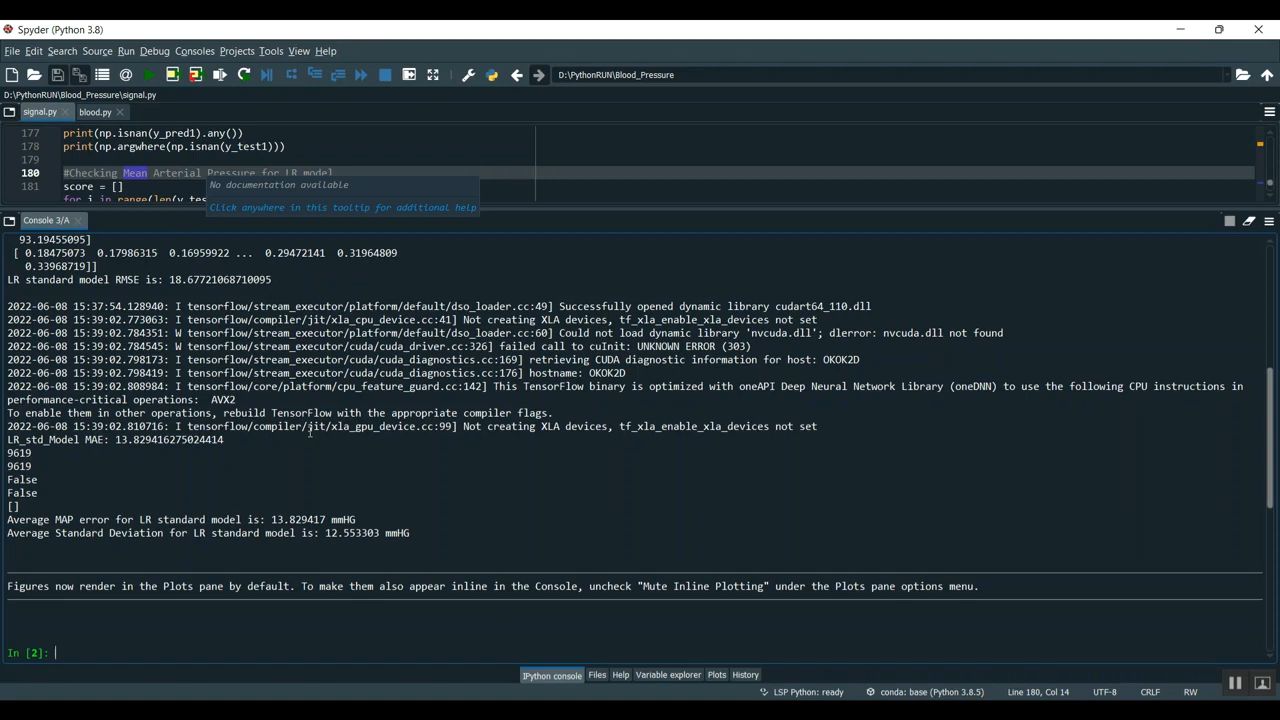 Spyder (Python 3.8)
File Edit Search Source Run Debug Consoles Projects Tools View Help
D:\PythonRUN\Blood_Pressure
D:\PythonRUN\Blood_Pressure\signal.py
signal.py blood.py
177 print(np.isnan(y_pred1).any())
178 print(np.argwhere(np.isnan(y_test1)))
179
180 #Checking Mean Arterial Pressure for LR model
No documentation available
181 score = []
for i in range(len(y_tes
Click anywhere in this tooltip for additional help
Console 3/A
93.19455095]
[ 0.18475073 0.17986315 0.16959922 ... 0.29472141 0.31964809
0.33968719]]
LR standard model RMSE is: 18.67721068710095
2022-06-08 15:37:54.128940: I tensorflow/stream_executor/platform/default/dso_loader.cc:49] Successfully opened dynamic library cudart64_110.dll
2022-06-08 15:39:02.773063: I tensorflow/compiler/jit/xla_cpu_device.cc:41] Not creating XLA devices, tf_xla_enable_xla_devices not set
2022-06-08 15:39:02.784351: W tensorflow/stream_executor/platform/default/dso_loader.cc:60] Could not load dynamic library 'nvcuda.dll'; dlerror: nvcuda.dll not found
2022-06-08 15:39:02.784545: W tensorflow/stream_executor/cuda/cuda_driver.cc:326] failed call to cuInit: UNKNOWN ERROR (303)
2022-06-08 15:39:02.798173: I tensorflow/stream_executor/cuda/cuda_diagnostics.cc:169] retrieving CUDA diagnostic information for host: OKOK2D
2022-06-08 15:39:02.798419: I tensorflow/stream_executor/cuda/cuda_diagnostics.cc:176] hostname: OKOK2D
2022-06-08 15:39:02.808984: I tensorflow/core/platform/cpu_feature_guard.cc:142] This TensorFlow binary is optimized with oneAPI Deep Neural Network Library (oneDNN) to use the following CPU instructions in
performance-critical operations: AVX2
To enable them in other operations, rebuild TensorFlow with the appropriate compiler flags.
2022-06-08 15:39:02.810716: I tensorflow/compiler/jit/xla_gpu_device.cc:99] Not creating XLA devices, tf_xla_enable_xla_devices not set
LR_std_Model MAE: 13.829416275024414
9619
9619
False
False
[]
Average MAP error for LR standard model is: 13.829417 mmHG
Average Standard Deviation for LR standard model is: 12.553303 mmHG
Figures now render in the Plots pane by default. To make them also appear inline in the Console, uncheck "Mute Inline Plotting" under the Plots pane options menu.
In [2]:
IPython console Files Help Variable explorer Plots History
LSP Python: ready conda: base (Python 3.8.5) Line 180, Col 14 UTF-8 CRLF RW